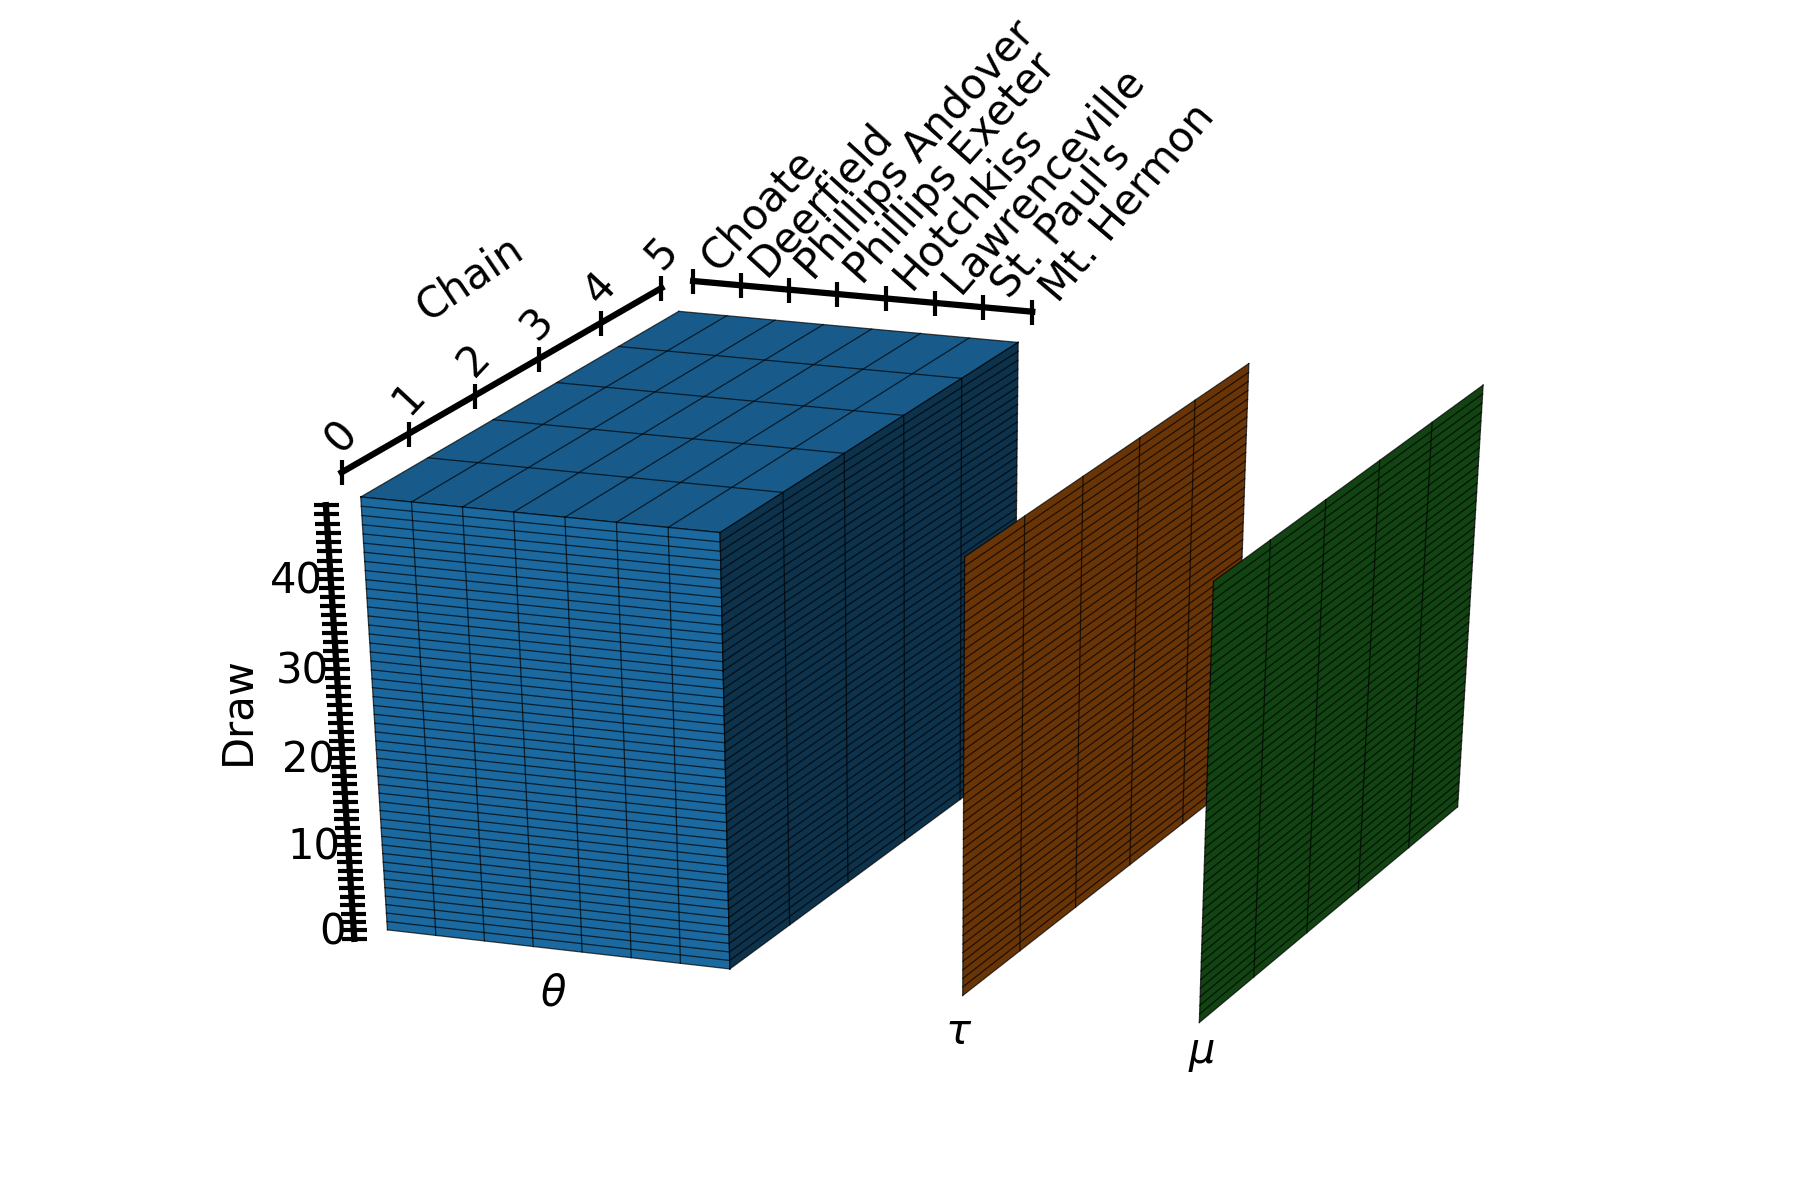 Choate
Deerfield
Phillips Andover
Phillips Exeter
Hotchkiss
Lawrenceville
St. Paul's
Mt. Hermon
Chain
0
1
2
3
4
5
Draw
40
30
20
10
0
θ
τ
μ